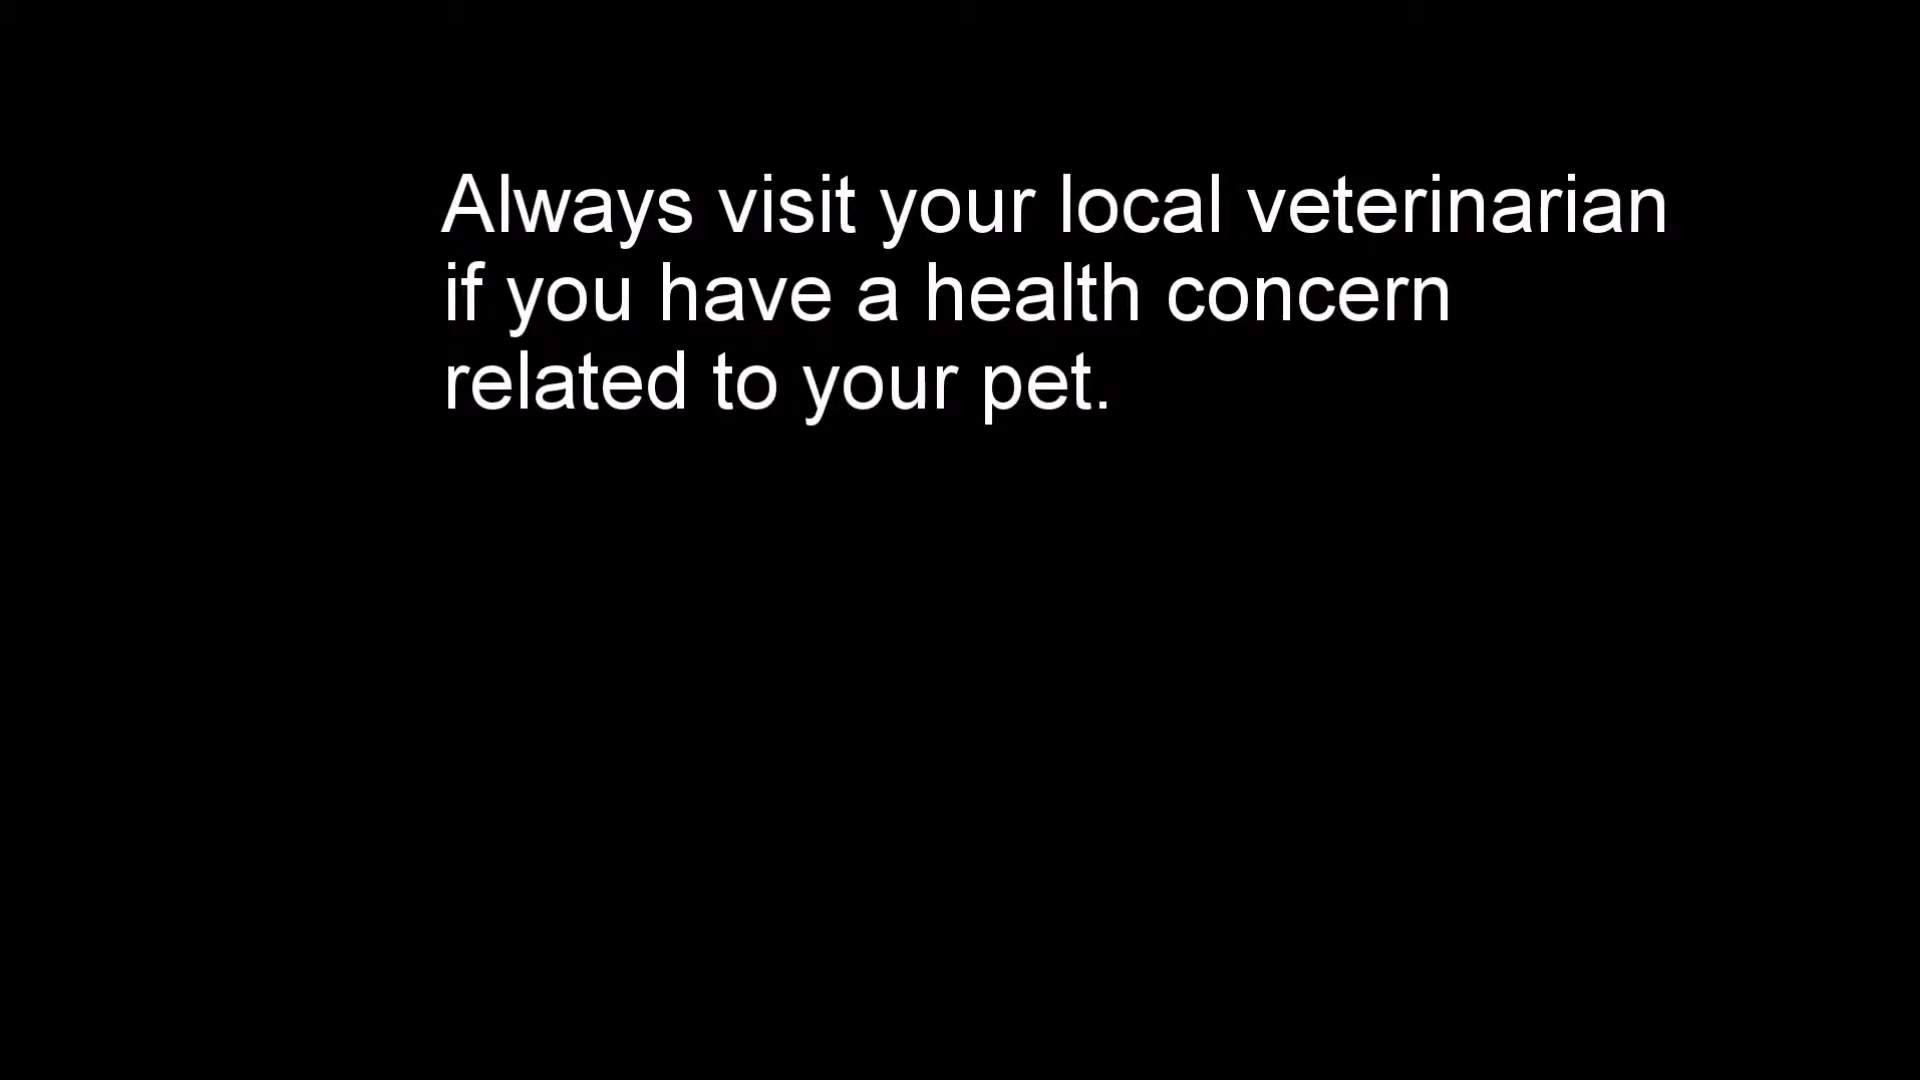 Always visit your local veterinarian
if you have a health concern
related to your pet.